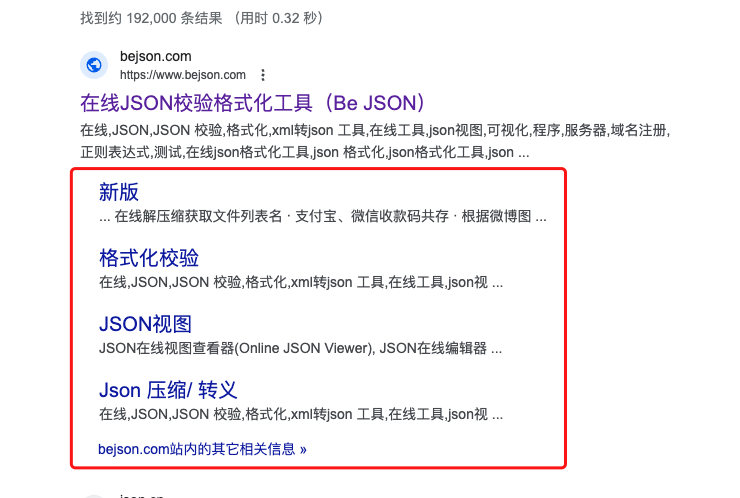 找到约 192,000 条结果 （用时 0.32 秒）
bejson.com
https://www.bejson.com
在线JSON校验格式化工具（Be JSON）
在线,JSON,JSON 校验,格式化,xml转json 工具,在线工具,json视图,可视化,程序,服务器,域名注册,
正则表达式,测试,在线json格式化工具,json 格式化,json格式化工具,json ...
新版
... 在线解压缩获取文件列表名 · 支付宝、微信收款码共存 · 根据微博图 ...
格式化校验
在线,JSON,JSON 校验,格式化,xml转json 工具,在线工具,json视 ...
JSON视图
JSON在线视图查看器(Online JSON Viewer), JSON在线编辑器 ...
Json 压缩/ 转义
在线,JSON,JSON 校验,格式化,xml转json 工具,在线工具,json视 ...
bejson.com站内的其它相关信息 »